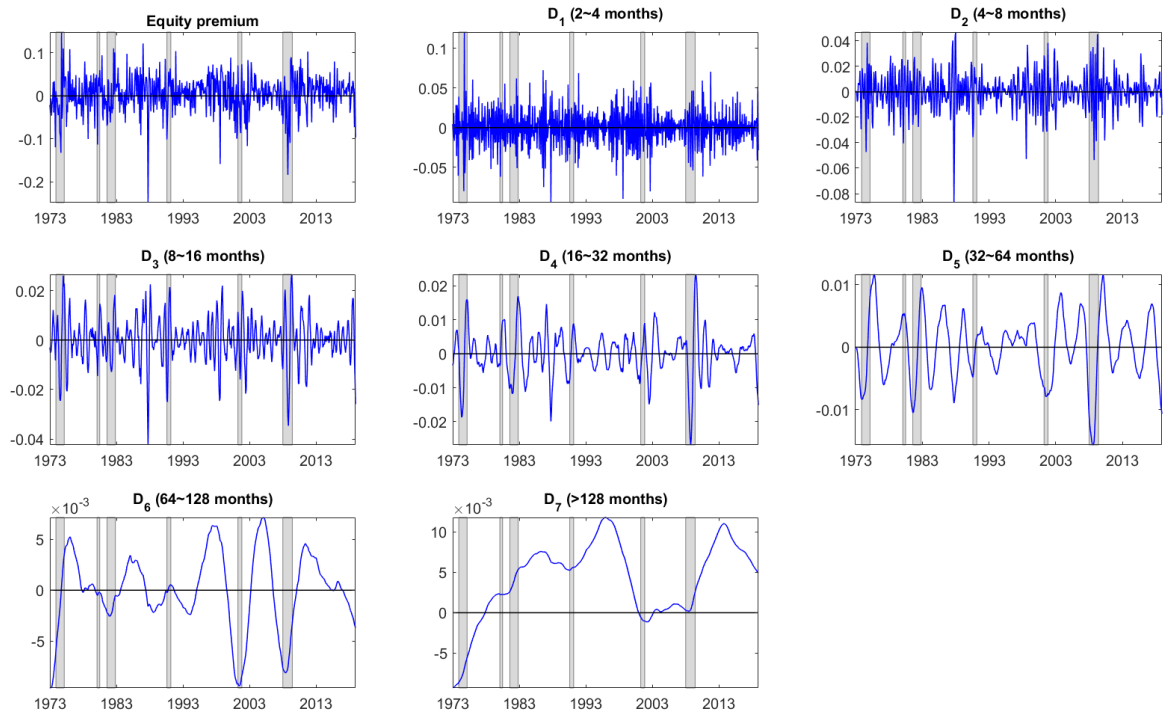 Equity premium
0.1
0
-0.1
-0.2
1973 1983 1993 2003 2013
D1 (2~4 months)
0.1
0.05
0
-0.05
1973 1983 1993 2003 2013
D2 (4~8 months)
0.04
0.02
0
-0.02
-0.04
-0.06
-0.08
1973 1983 1993 2003 2013
D3 (8~16 months)
0.02
0
-0.02
-0.04
1973 1983 1993 2003 2013
D4 (16~32 months)
0.02
0.01
0
-0.01
-0.02
1973 1983 1993 2003 2013
D5 (32~64 months)
0.01
0
-0.01
1973 1983 1993 2003 2013
D6 (64~128 months)
×10-3
5
0
-5
1973 1983 1993 2003 2013
D7 (>128 months)
×10-3
10
5
0
-5
1973 1983 1993 2003 2013